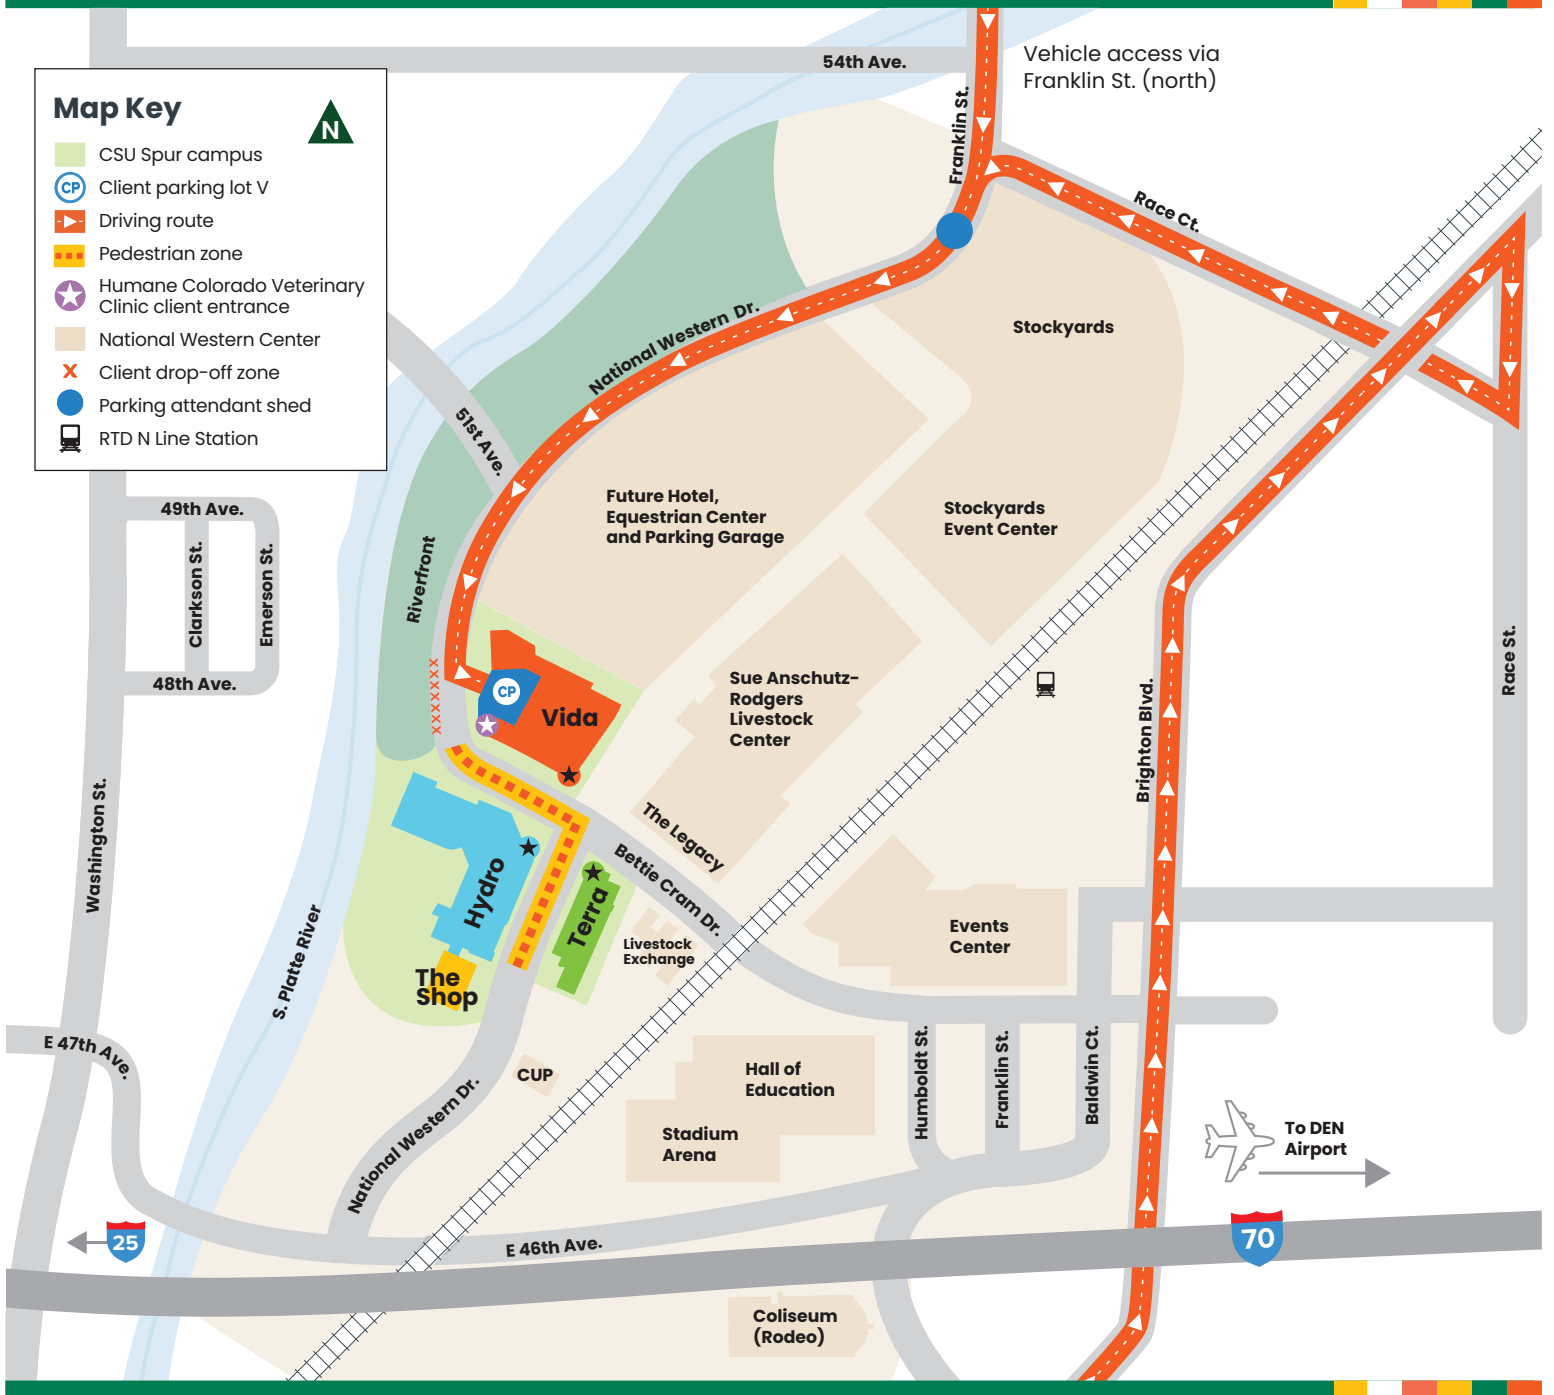 54th Ave.
Vehicle access via
Franklin St. (north)
Map Key
N
CSU Spur campus
CP
Client parking lot V
Driving route
Pedestrian zone
Humane Colorado Veterinary
Clinic client entrance
National Western Center
x
Client drop-off zone
Parking attendant shed
RTD N Line Station
Franklin St.
Race Ct.
National Western Dr.
Stockyards
51st Ave.
49th Ave.
Clarkson St.
Emerson St.
48th Ave.
Riverfront
Future Hotel,
Equestrian Center
and Parking Garage
Stockyards
Event Center
xxxxxxx
CP
Vida
Sue Anschutz-
Rodgers
Livestock
Center
Race St.
Brighton Blvd.
Washington St.
The Legacy
Bettie Cram Dr.
Hydro
Terra
Livestock
Exchange
Events
Center
The
Shop
S. Platte River
E 47th Ave.
CUP
National Western Dr.
Hall of
Education
Stadium
Arena
Humboldt St.
Franklin St.
Baldwin Ct.
To DEN
Airport
25
E 46th Ave.
70
Coliseum
(Rodeo)